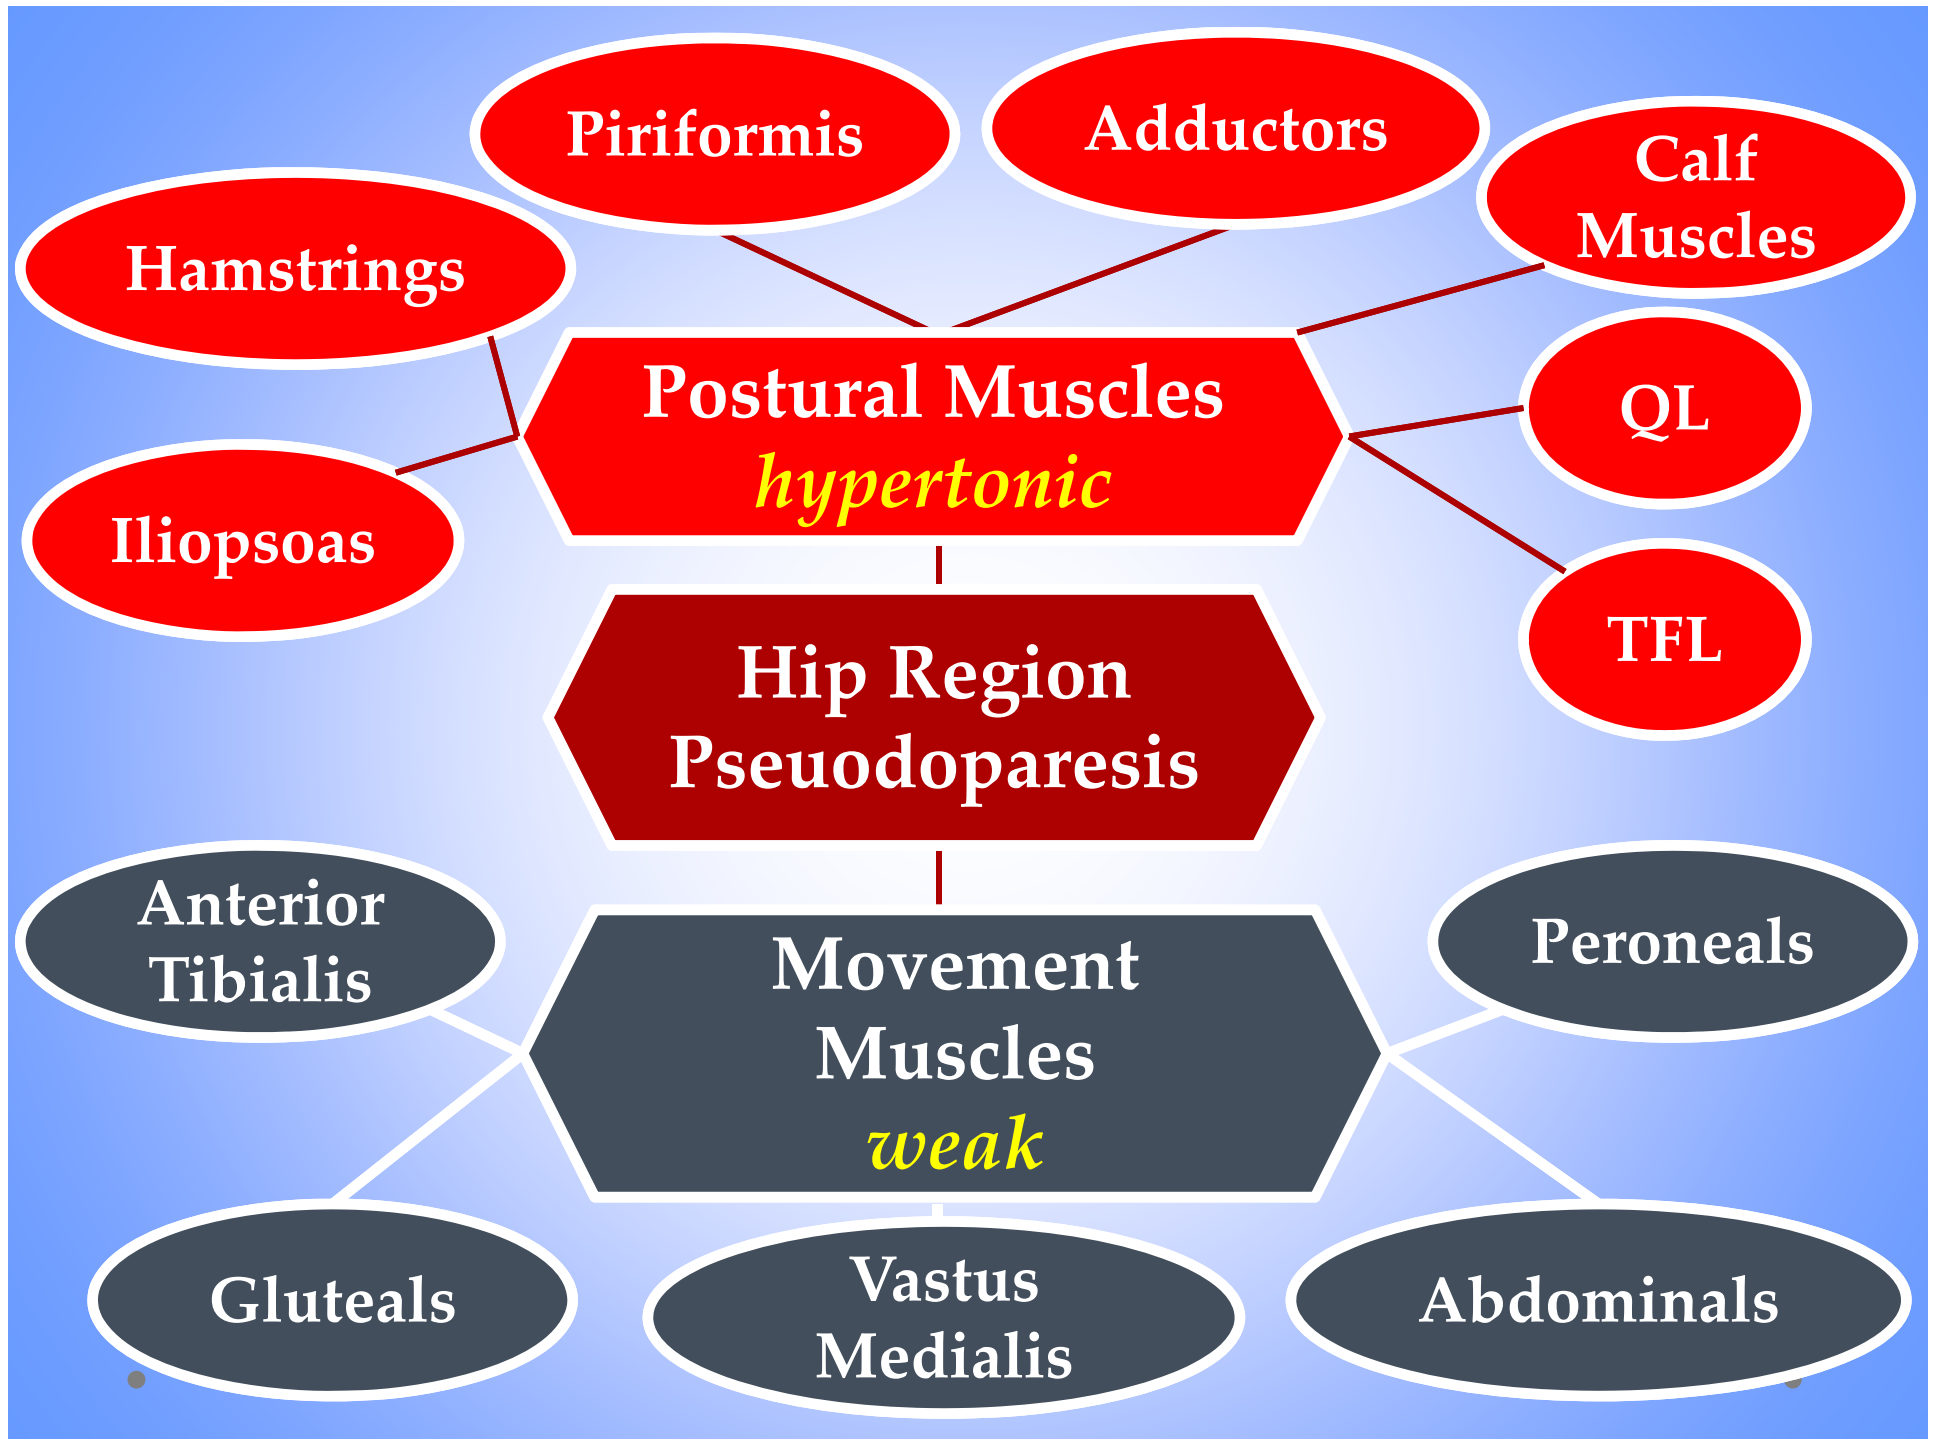 Piriformis
Adductors
Calf
Muscles
Hamstrings
Postural Muscles
hypertonic
QL
Iliopsoas
TFL
Hip Region
Pseuodoparesis
Anterior
Tibialis
Movement
Muscles
weak
Peroneals
Gluteals
Vastus
Medialis
Abdominals